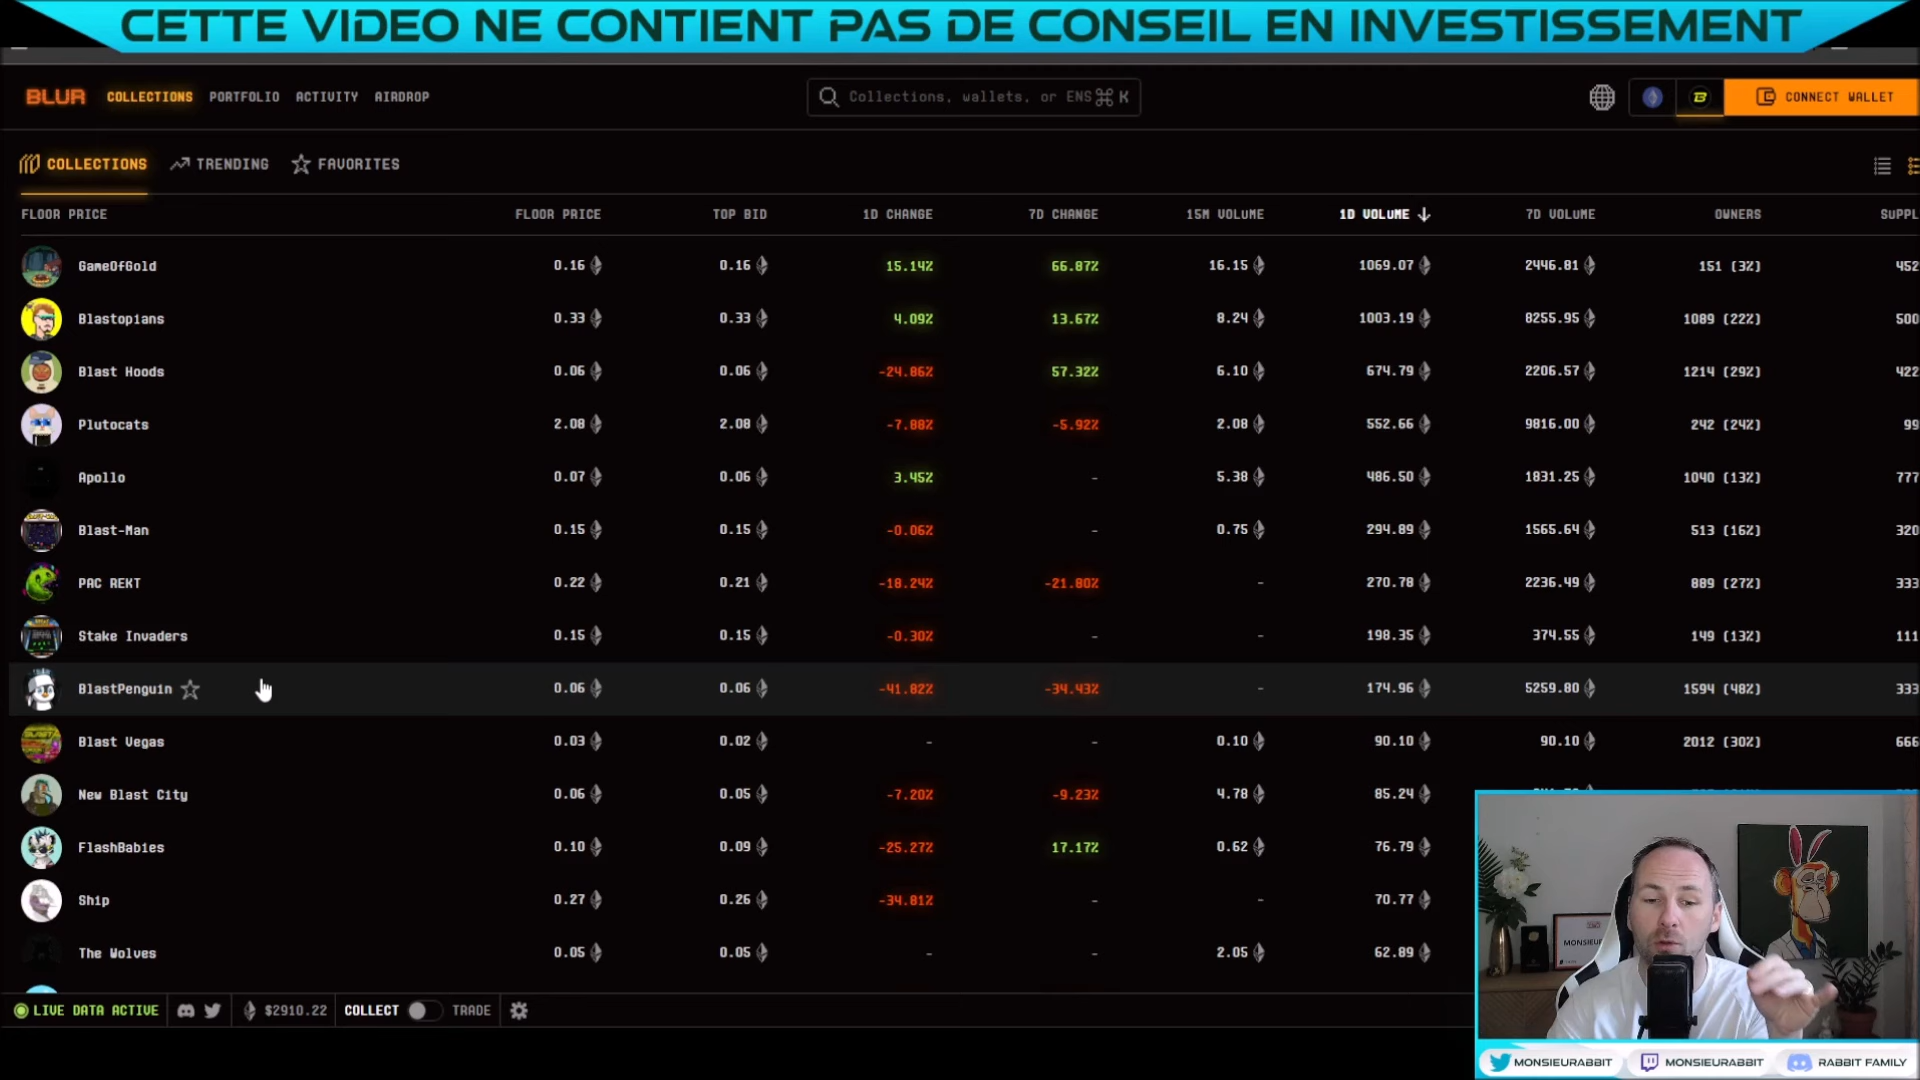 CETTE VIDEO NE CONTIENT PAS DE CONSEIL EN INVESTISSEMENT
BLUR COLLECTIONS PORTFOLIO ACTIVITY AIRDROP Collections, wallets, or ENS ⌘ K CONNECT WALLET
COLLECTIONS TRENDING FAVORITES
FLOOR PRICE FLOOR PRICE TOP BID 1D CHANGE 7D CHANGE 15M VOLUME 1D VOLUME 7D VOLUME OWNERS SUPPL
GameOfGold 0.16 0.16 15.14% 66.87% 16.15 1069.07 2446.81 151 (3%) 452
Blastopians 0.33 0.33 4.09% 13.67% 8.24 1003.19 8255.95 1089 (22%) 500
Blast Hoods 0.06 0.06 -24.86% 57.32% 6.10 674.79 2206.57 1214 (29%) 422
Plutocats 2.08 2.08 -7.88% -5.92% 2.08 552.66 9816.00 242 (24%) 99
Apollo 0.07 0.06 3.45% - 5.38 486.50 1831.25 1040 (13%) 777
Blast-Man 0.15 0.15 -0.06% - 0.75 294.89 1565.64 513 (16%) 320
PAC REKT 0.22 0.21 -18.24% -21.80% - 270.78 2236.49 889 (27%) 333
Stake Invaders 0.15 0.15 -0.30% - - 198.35 374.55 149 (13%) 111
BlastPenguin 0.06 0.06 -41.82% -34.43% - 174.96 5259.80 1594 (48%) 333
Blast Vegas 0.03 0.02 - - 0.10 90.10 90.10 2012 (30%) 666
New Blast City 0.06 0.05 -7.20% -9.23% 4.78 85.24
FlashBabies 0.10 0.09 -25.27% 17.17% 0.62 76.79
Ship 0.27 0.26 -34.81% - - 70.77
The Wolves 0.05 0.05 - - 2.05 62.89
MONSIEU
LIVE DATA ACTIVE $2910.22 COLLECT TRADE
MONSIEURABBIT MONSIEURABBIT RABBIT FAMILY